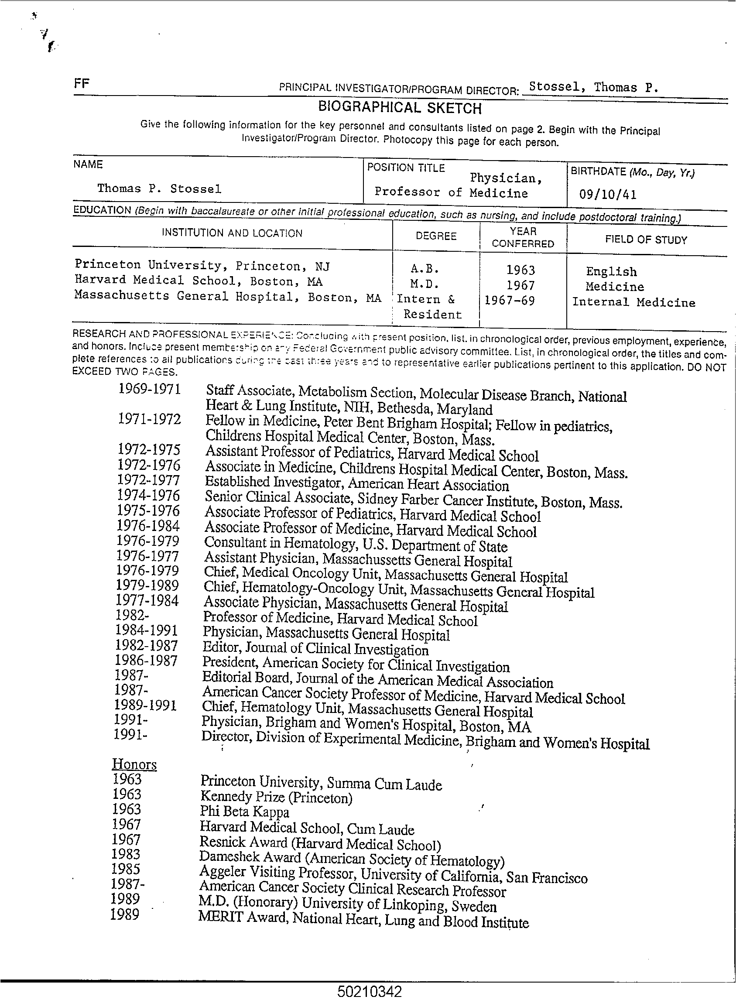 FF
PRINCIPAL INVESTIGATOR/PROGRAM DIRECTOR: Stossel, Thomas P.
BIOGRAPHICAL SKETCH
Give the following information for the key personnel and consultants listed on page 2. Begin with the Principal
Investigator/Program Director. Photocopy this page for each person.
NAME
Thomas P. Stossel
POSITION TITLE
Physician,
Professor of Medicine
BIRTHDATE (Mo., Day, Yr.)
09/10/41
EDUCATION (Begin with baccalaureate or other initial professional education, such as nursing, and include postdoctoral training.)
INSTITUTION AND LOCATION DEGREE YEAR CONFERRED FIELD OF STUDY
Princeton University, Princeton, NJ A.B. 1963 English
Harvard Medical School, Boston, MA M.D. 1967 Medicine
Massachusetts General Hospital, Boston, MA Intern & 1967-69 Internal Medicine
Resident
RESEARCH AND PROFESSIONAL EXPERIENCE: Concluding with present position, list, in chronological order, previous employment, experience,
and honors. Include present membership on any Federal Government public advisory committee. List, in chronological order, the titles and com-
plete references to all publications during the past three years and to representative earlier publications pertinent to this application. DO NOT
EXCEED TWO PAGES.
1969-1971 Staff Associate, Metabolism Section, Molecular Disease Branch, National
Heart & Lung Institute, NIH, Bethesda, Maryland
1971-1972 Fellow in Medicine, Peter Bent Brigham Hospital; Fellow in pediatrics,
Childrens Hospital Medical Center, Boston, Mass.
1972-1975 Assistant Professor of Pediatrics, Harvard Medical School
1972-1976 Associate in Medicine, Childrens Hospital Medical Center, Boston, Mass.
1972-1977 Established Investigator, American Heart Association
1974-1976 Senior Clinical Associate, Sidney Farber Cancer Institute, Boston, Mass.
1975-1976 Associate Professor of Pediatrics, Harvard Medical School
1976-1984 Associate Professor of Medicine, Harvard Medical School
1976-1979 Consultant in Hematology, U.S. Department of State
1976-1977 Assistant Physician, Massachussetts General Hospital
1976-1979 Chief, Medical Oncology Unit, Massachusetts General Hospital
1979-1989 Chief, Hematology-Oncology Unit, Massachusetts General Hospital
1977-1984 Associate Physician, Massachusetts General Hospital
1982- Professor of Medicine, Harvard Medical School
1984-1991 Physician, Massachusetts General Hospital
1982-1987 Editor, Journal of Clinical Investigation
1986-1987 President, American Society for Clinical Investigation
1987- Editorial Board, Journal of the American Medical Association
1987- American Cancer Society Professor of Medicine, Harvard Medical School
1989-1991 Chief, Hematology Unit, Massachusetts General Hospital
1991- Physician, Brigham and Women's Hospital, Boston, MA
1991- Director, Division of Experimental Medicine, Brigham and Women's Hospital
Honors
1963 Princeton University, Summa Cum Laude
1963 Kennedy Prize (Princeton)
1963 Phi Beta Kappa
1967 Harvard Medical School, Cum Laude
1967 Resnick Award (Harvard Medical School)
1983 Dameshek Award (American Society of Hematology)
1985 Aggeler Visiting Professor, University of California, San Francisco
1987- American Cancer Society Clinical Research Professor
1989 M.D. (Honorary) University of Linkoping, Sweden
1989 MERIT Award, National Heart, Lung and Blood Institute
50210342